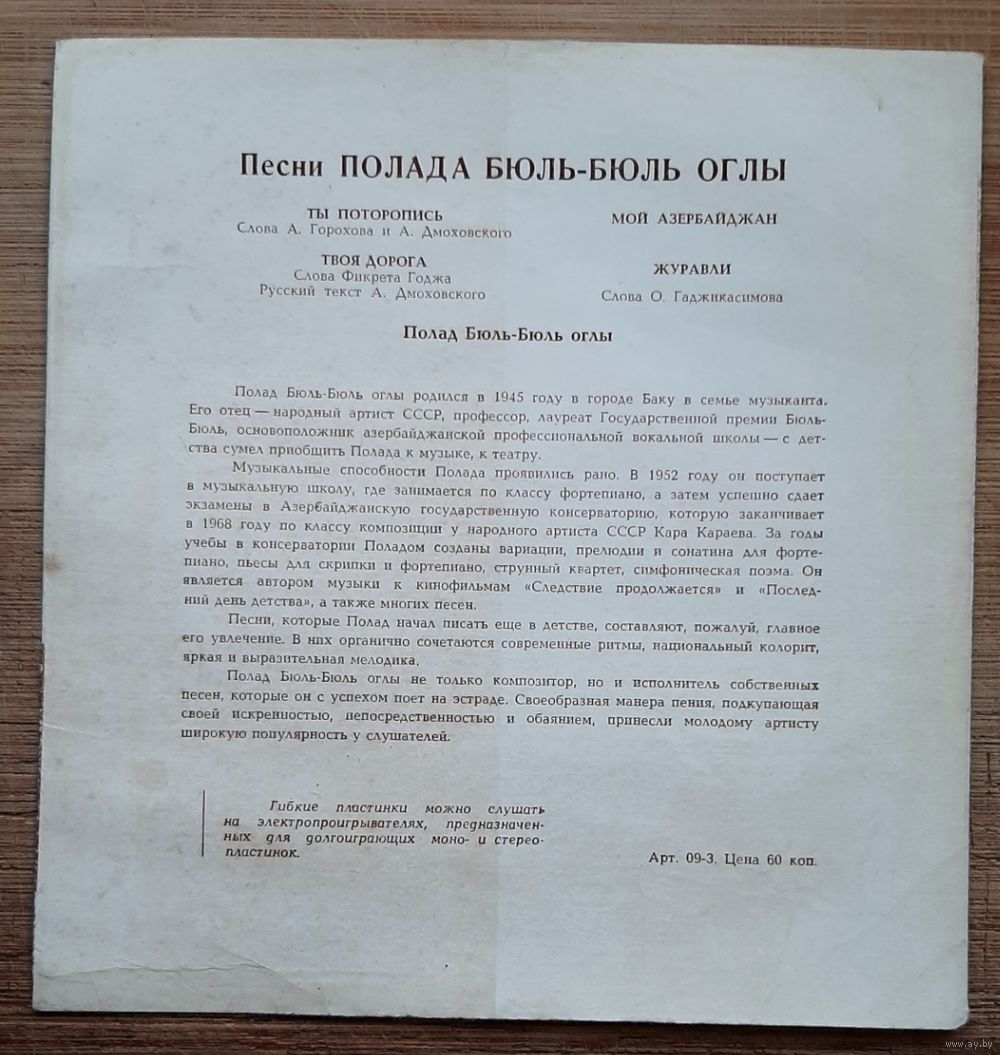 Песни ПОЛАДА БЮЛЬ-БЮЛЬ ОГЛЫ
ТЫ ПОТОРОПИСЬ
Слова А. Горохова и А. Дмоховского
ТВОЯ ДОРОГА
Слова Фикрета Годжа
Русский текст А. Дмоховского
МОЙ АЗЕРБАЙДЖАН
ЖУРАВЛИ
Слова О. Гаджикасимова
Полад Бюль-Бюль оглы
Полад Бюль-Бюль оглы родился в 1945 году в городе Баку в семье музыканта.
Его отец — народный артист СССР, профессор, лауреат Государственной премии Бюль-
Бюль, основоположник азербайджанской профессиональной вокальной школы — с дет-
ства сумел приобщить Полада к музыке, к театру.
Музыкальные способности Полада проявились рано. В 1952 году он поступает
в музыкальную школу, где занимается по классу фортепиано, а затем успешно сдает
экзамены в Азербайджанскую государственную консерваторию, которую заканчивает
в 1968 году по классу композиции у народного артиста СССР Кара Караева. За годы
учебы в консерватории Поладом созданы вариации, прелюдии и сонатина для форте-
пиано, пьесы для скрипки и фортепиано, струнный квартет, симфоническая поэма. Он
является автором музыки к кинофильмам «Следствие продолжается» и «Послед-
ний день детства», а также многих песен.
Песни, которые Полад начал писать еще в детстве, составляют, пожалуй, главное
его увлечение. В них органично сочетаются современные ритмы, национальный колорит,
яркая и выразительная мелодика.
Полад Бюль-Бюль оглы не только композитор, но и исполнитель собственных
песен, которые он с успехом поет на эстраде. Своеобразная манера пения, подкупающая
своей искренностью, непосредственностью и обаянием, принесли молодому артисту
широкую популярность у слушателей.
Гибкие пластинки можно слушать
на электропроигрывателях, предназначен-
ных для долгоиграющих моно- и стерео-
пластинок.
Арт. 09-3. Цена 60 коп.
www.ay.by